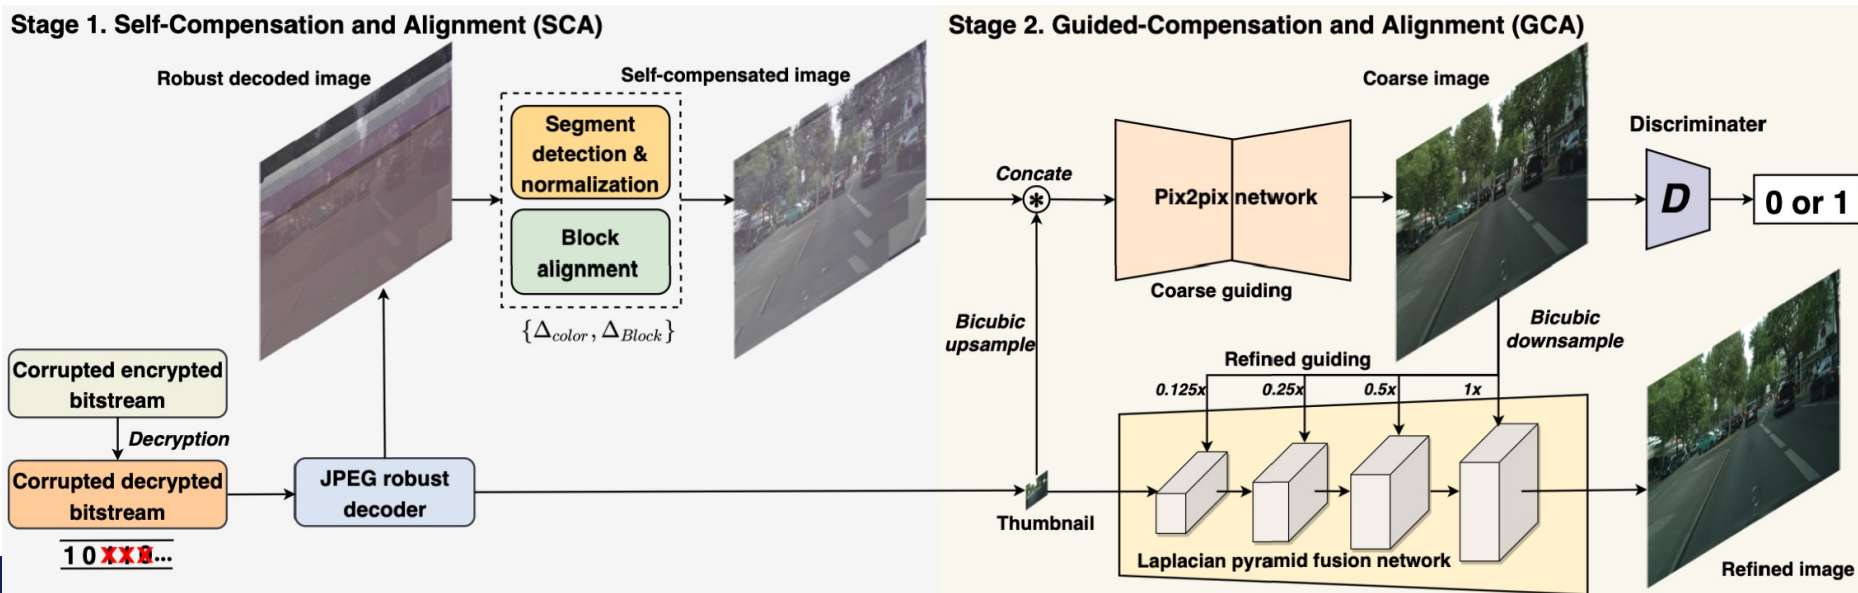 Stage 1. Self-Compensation and Alignment (SCA)
Robust decoded image
Self-compensated image
Segment
detection &
normalization
Block
alignment
{Δcolor, ΔBlock}
Corrupted encrypted
bitstream
Decryption
Corrupted decrypted
bitstream
1 0
...
JPEG robust
decoder
Stage 2. Guided-Compensation and Alignment (GCA)
Coarse image
Discriminater
Concate
*
Pix2pix network
D
0 or 1
Coarse guiding
Bicubic
upsample
Bicubic
downsample
Refined guiding
0.125x
0.25x
0.5x
1x
Thumbnail
Laplacian pyramid fusion network
Refined image